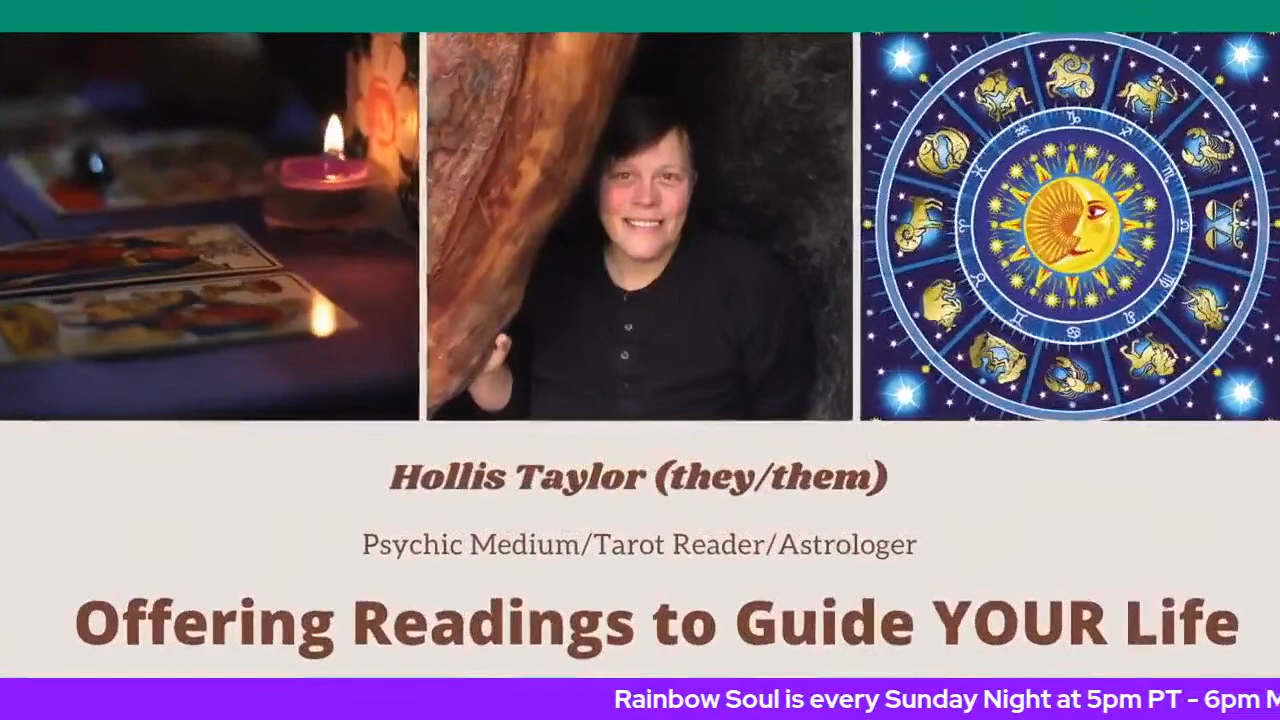 Hollis Taylor (they/them)
Psychic Medium/Tarot Reader/Astrologer
Offering Readings to Guide YOUR Life
Rainbow Soul is every Sunday Night at 5pm PT - 6pm M